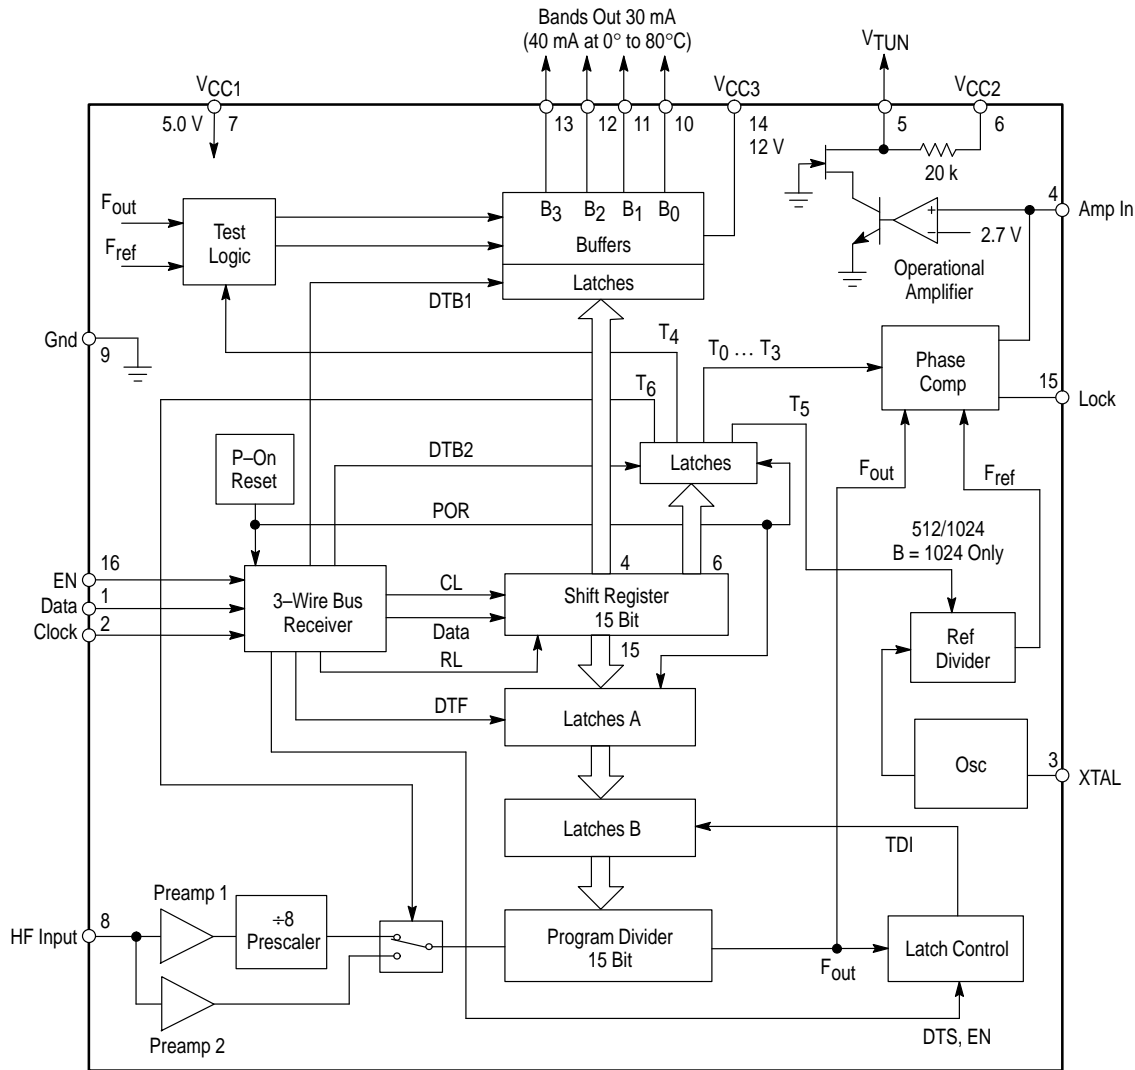 Bands Out 30 mA
(40 mA at 0° to 80°C)
VTUN
VCC1
VCC3
VCC2
5.0 V
7
13
12
11
10
14
12 V
5
6
20 k
4
Amp In
Fout
Fref
Test
Logic
B3
B2
B1
B0
Buffers
Latches
+
–
2.7 V
Operational
Amplifier
DTB1
Gnd
9
T4
T0 … T3
Phase
Comp
15
Lock
T6
T5
P–On
Reset
DTB2
Latches
Fout
Fref
POR
512/1024
B = 1024 Only
EN
16
Data
1
Clock
2
3–Wire Bus
Receiver
CL
Data
RL
4
6
Shift Register
15 Bit
15
Ref
Divider
DTF
Latches A
Osc
3
XTAL
Latches B
TDI
Preamp 1
HF Input
8
÷8
Prescaler
Program Divider
15 Bit
Fout
Latch Control
Preamp 2
DTS, EN